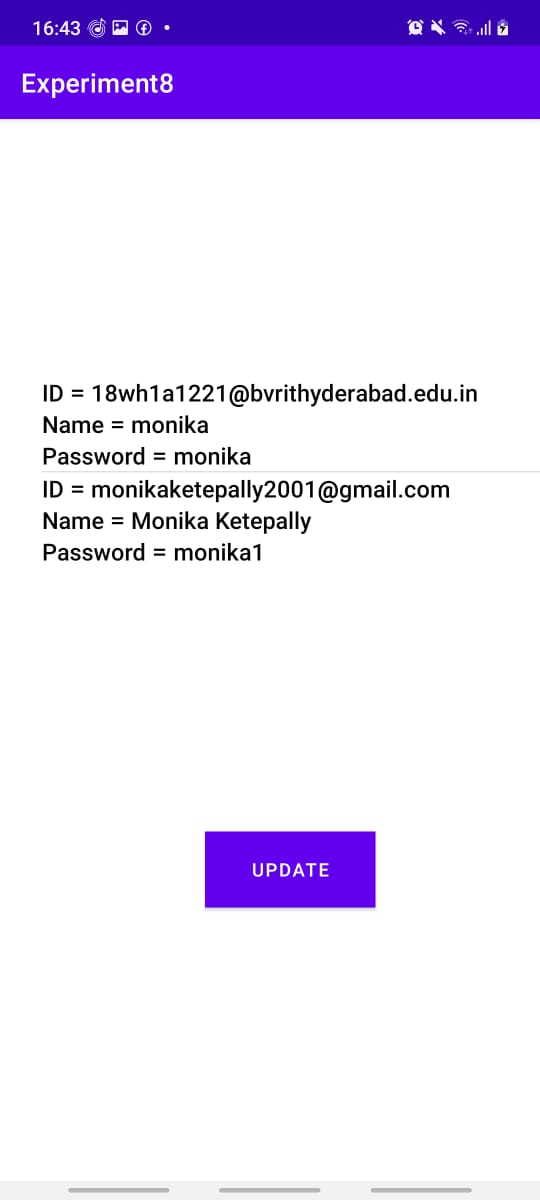 16:43
Experiment8
ID = 18wh1a1221@bvrithyderabad.edu.in
Name = monika
Password = monika
ID = monikaketepally2001@gmail.com
Name = Monika Ketepally
Password = monika1
UPDATE